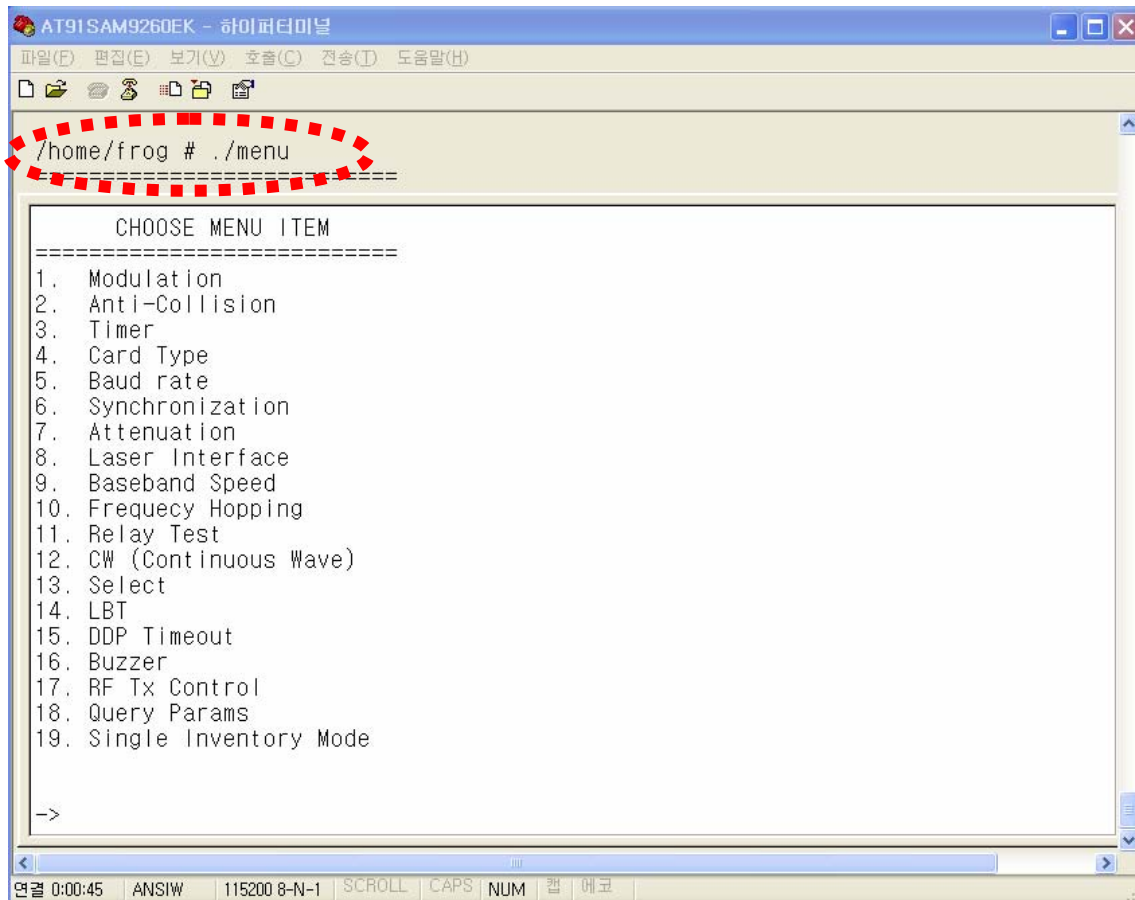 AT91SAM9260EK - 하이퍼터미널
파일(F) 편집(E) 보기(V) 호출(C) 전송(T) 도움말(H)
/home/frog # ./menu
===========================
CHOOSE MENU ITEM
===========================
1. Modulation
2. Anti-Collision
3. Timer
4. Card Type
5. Baud rate
6. Synchronization
7. Attenuation
8. Laser Interface
9. Baseband Speed
10. Frequecy Hopping
11. Relay Test
12. CW (Continuous Wave)
13. Select
14. LBT
15. DDP Timeout
16. Buzzer
17. RF Tx Control
18. Query Params
19. Single Inventory Mode
->
연결 0:00:45 ANSIW 115200 8-N-1 SCROLL CAPS NUM 캡 에코